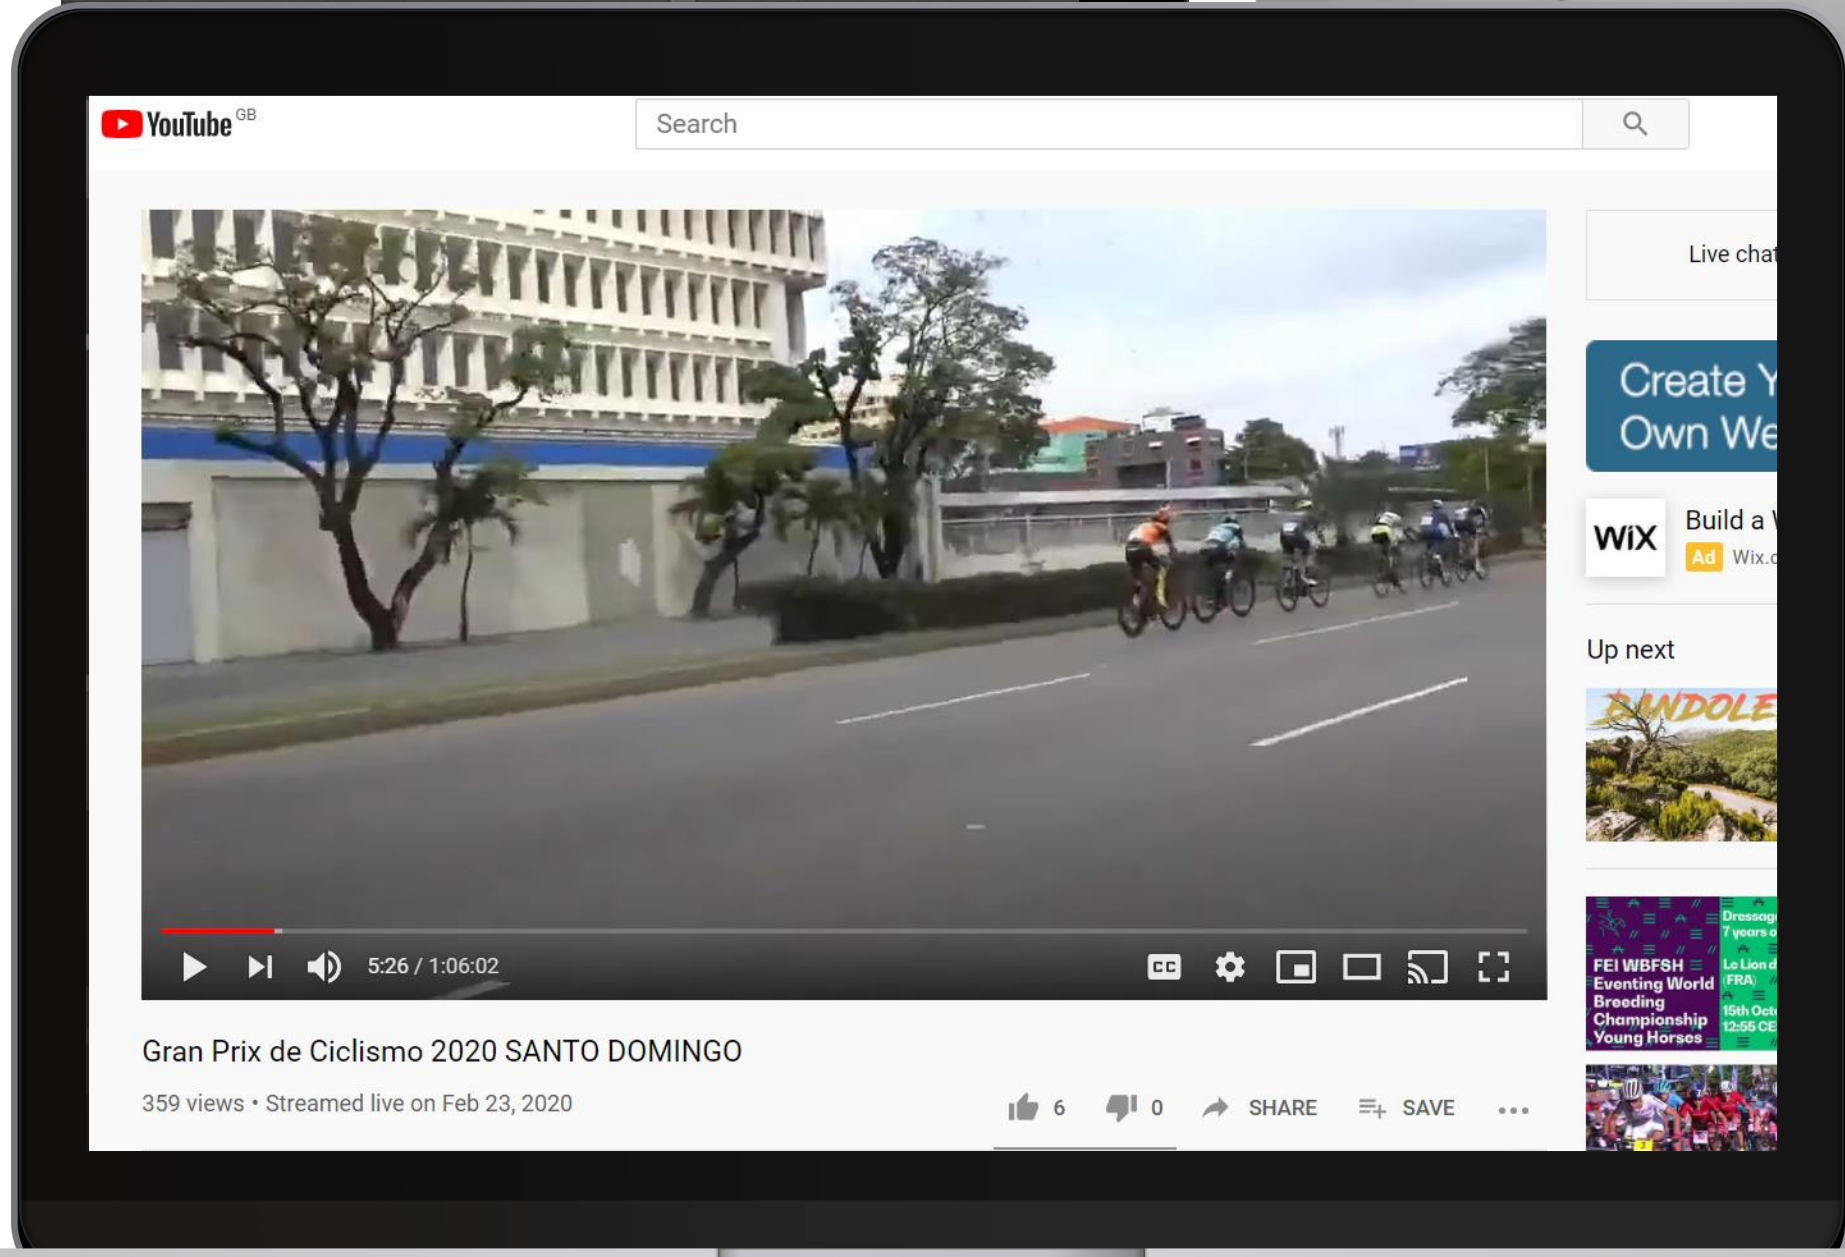 YouTube GB
Search
Live chat
Create Y
Own We
WiX
Build a
Ad Wix.c
Up next
BANDOLE
Dressag
7 years o
FEI WBFSH
Eventing World
Breeding
Championship
Young Horses
Le Lion d
(FRA)
15th Oct
12:55 CE
3
5:26 / 1:06:02
CC
Gran Prix de Ciclismo 2020 SANTO DOMINGO
359 views • Streamed live on Feb 23, 2020
6
0
SHARE
SAVE